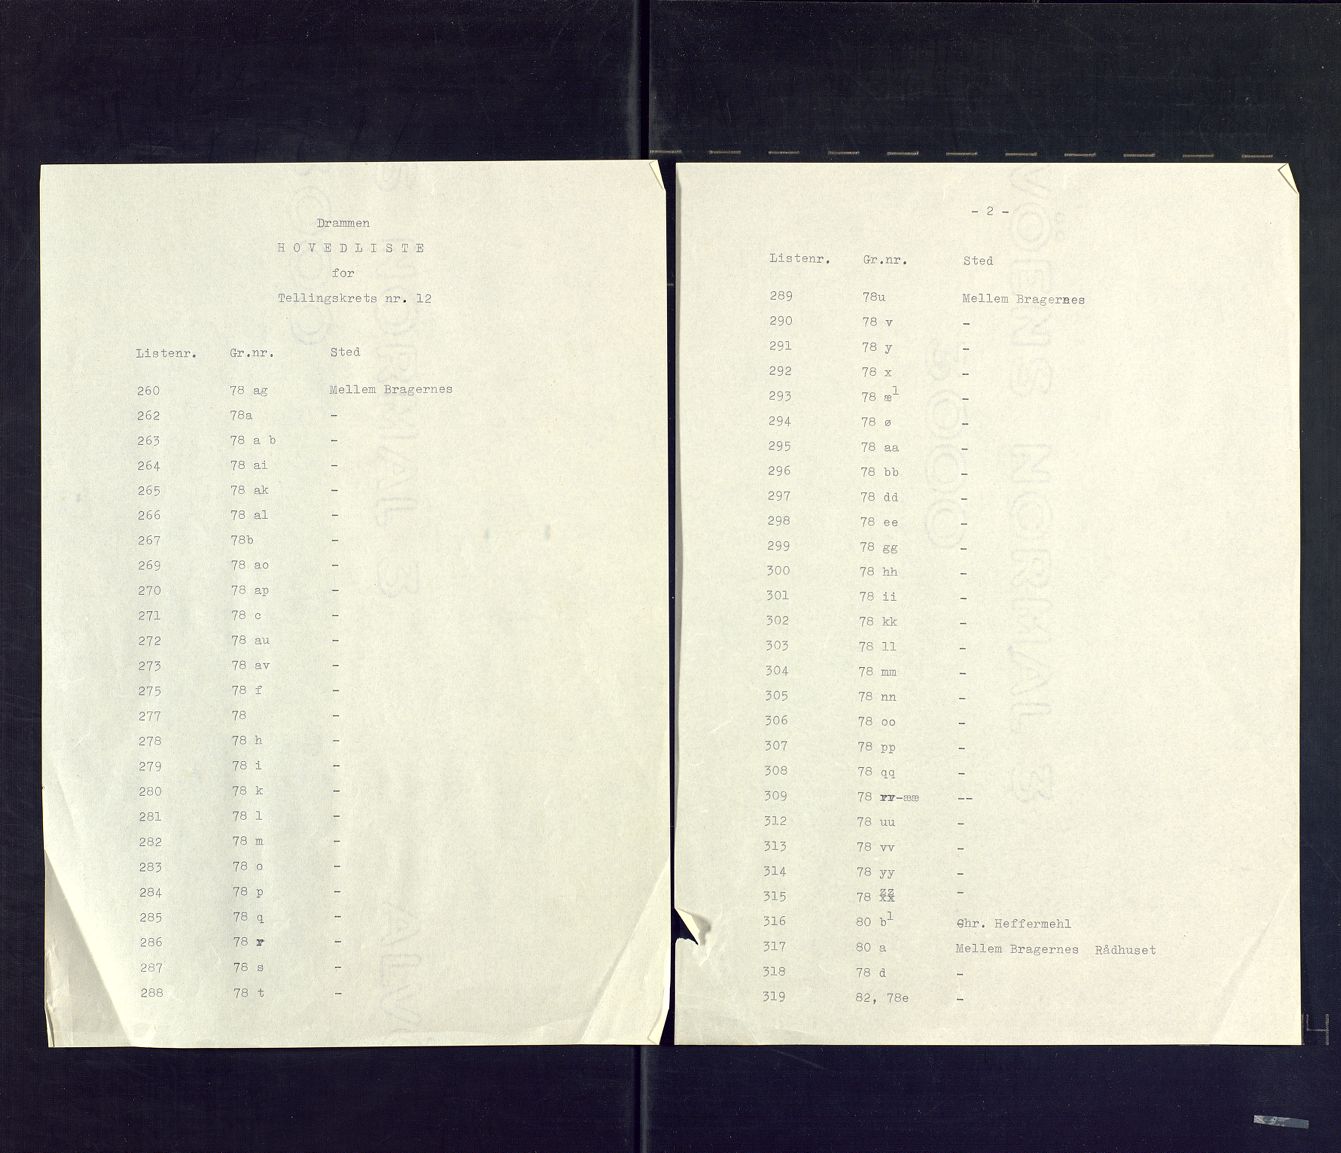 Drammen
HOVEDLISTE
for
Tellingskrets nr. 12
Listenr. Gr.nr. Sted
260 78 ag Mellem Bragernes
262 78a -
263 78 a b -
264 78 ai -
265 78 ak -
266 78 al -
267 78b -
269 78 ao -
270 78 ap -
271 78 c -
272 78 au -
273 78 av -
275 78 f -
277 78 -
278 78 h -
279 78 i -
280 78 k -
281 78 l -
282 78 m -
283 78 o -
284 78 p -
285 78 q -
286 78 r -
287 78 s -
288 78 t -
- 2 -
Listenr. Gr.nr. Sted
289 78u Mellem Bragernes
290 78 v -
291 78 y -
292 78 x -
293 78 æ1 -
294 78 ø -
295 78 aa -
296 78 bb -
297 78 dd -
298 78 ee -
299 78 gg -
300 78 hh -
301 78 ii -
302 78 kk -
303 78 ll -
304 78 mm -
305 78 nn -
306 78 oo -
307 78 pp -
308 78 qq -
309 78 rr-ææ --
312 78 uu -
313 78 vv -
314 78 yy -
315 78 zz xx -
316 80 b1 Chr. Heffermehl
317 80 a Mellem Bragernes Rådhuset
318 78 d -
319 82, 78e -